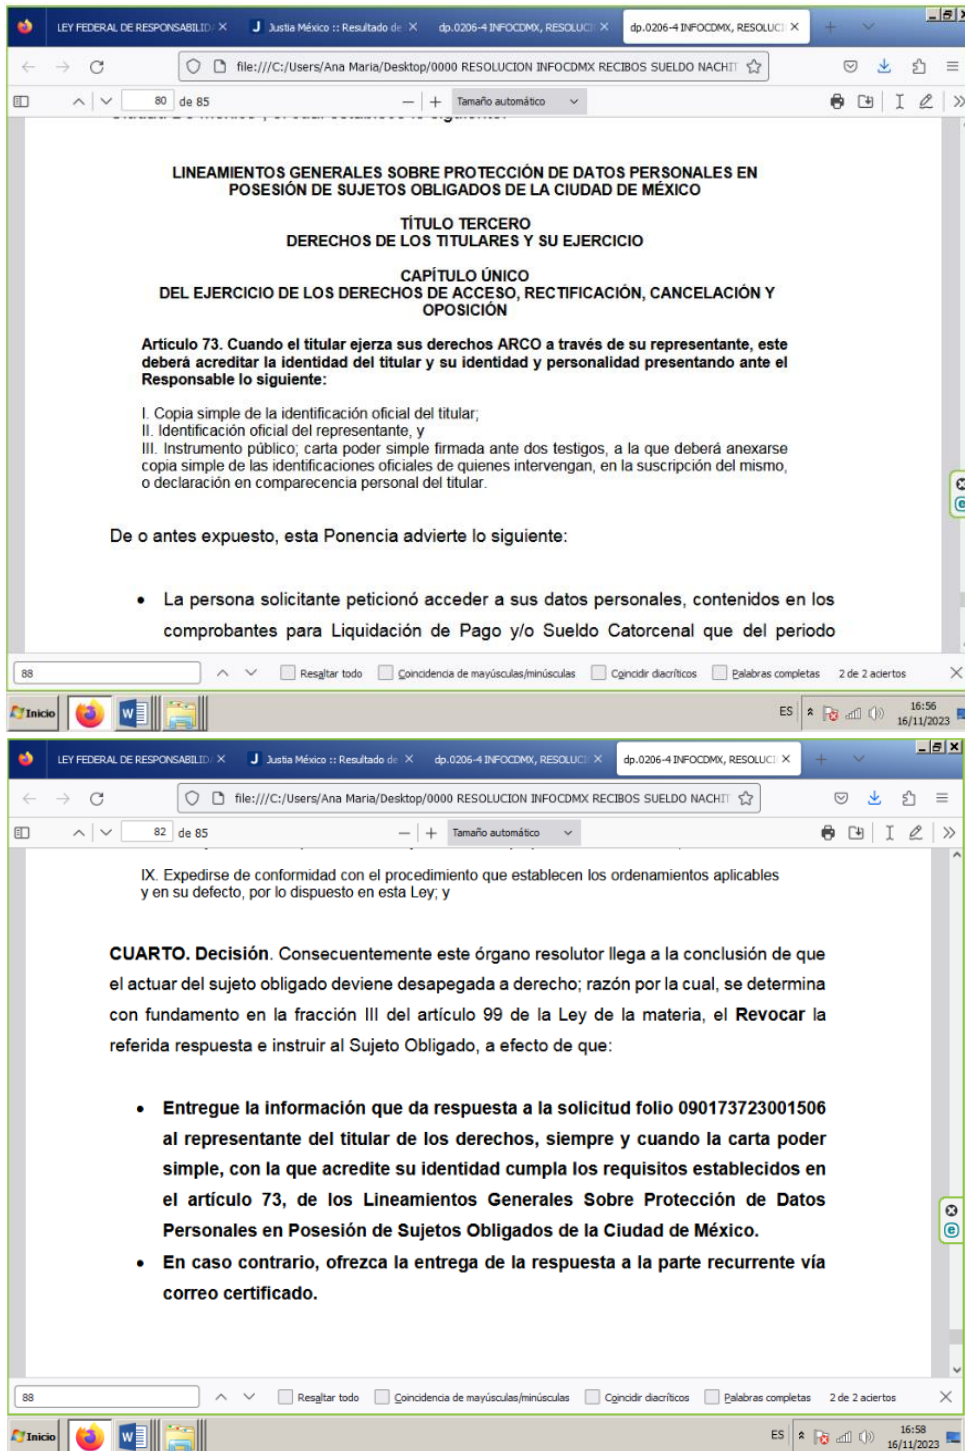 LEY FEDERAL DE RESPONSABILID
Justia México :: Resultado de
dp.0206-4 INFOCDMX, RESOLUCI
dp.0206-4 INFOCDMX, RESOLUCI
file:///C:/Users/Ana Maria/Desktop/0000 RESOLUCION INFOCDMX RECIBOS SUELDO NACHIT
80 de 85
Tamaño automático
LINEAMIENTOS GENERALES SOBRE PROTECCIÓN DE DATOS PERSONALES EN
POSESIÓN DE SUJETOS OBLIGADOS DE LA CIUDAD DE MÉXICO
TÍTULO TERCERO
DERECHOS DE LOS TITULARES Y SU EJERCICIO
CAPÍTULO ÚNICO
DEL EJERCICIO DE LOS DERECHOS DE ACCESO, RECTIFICACIÓN, CANCELACIÓN Y
OPOSICIÓN
Artículo 73. Cuando el titular ejerza sus derechos ARCO a través de su representante, este
deberá acreditar la identidad del titular y su identidad y personalidad presentando ante el
Responsable lo siguiente:
I. Copia simple de la identificación oficial del titular;
II. Identificación oficial del representante, y
III. Instrumento público; carta poder simple firmada ante dos testigos, a la que deberá anexarse
copia simple de las identificaciones oficiales de quienes intervengan, en la suscripción del mismo,
o declaración en comparecencia personal del titular.
De o antes expuesto, esta Ponencia advierte lo siguiente:
• La persona solicitante peticionó acceder a sus datos personales, contenidos en los
comprobantes para Liquidación de Pago y/o Sueldo Catorcenal que del periodo
88
Resaltar todo
Coincidencia de mayúsculas/minúsculas
Coincidir diacríticos
Palabras completas
2 de 2 aciertos
Inicio
ES
16:56
16/11/2023
LEY FEDERAL DE RESPONSABILID
Justia México :: Resultado de
dp.0206-4 INFOCDMX, RESOLUCI
dp.0206-4 INFOCDMX, RESOLUCI
file:///C:/Users/Ana Maria/Desktop/0000 RESOLUCION INFOCDMX RECIBOS SUELDO NACHIT
82 de 85
Tamaño automático
IX. Expedirse de conformidad con el procedimiento que establecen los ordenamientos aplicables
y en su defecto, por lo dispuesto en esta Ley; y
CUARTO. Decisión. Consecuentemente este órgano resolutor llega a la conclusión de que
el actuar del sujeto obligado deviene desapegada a derecho; razón por la cual, se determina
con fundamento en la fracción III del artículo 99 de la Ley de la materia, el Revocar la
referida respuesta e instruir al Sujeto Obligado, a efecto de que:
• Entregue la información que da respuesta a la solicitud folio 090173723001506
al representante del titular de los derechos, siempre y cuando la carta poder
simple, con la que acredite su identidad cumpla los requisitos establecidos en
el artículo 73, de los Lineamientos Generales Sobre Protección de Datos
Personales en Posesión de Sujetos Obligados de la Ciudad de México.
• En caso contrario, ofrezca la entrega de la respuesta a la parte recurrente vía
correo certificado.
88
Resaltar todo
Coincidencia de mayúsculas/minúsculas
Coincidir diacríticos
Palabras completas
2 de 2 aciertos
Inicio
ES
16:58
16/11/2023